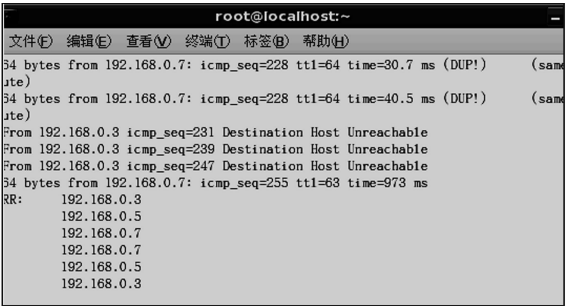 root@localhost:~
文件(F) 编辑(E) 查看(V) 终端(T) 标签(B) 帮助(H)
64 bytes from 192.168.0.7: icmp_seq=228 ttl=64 time=30.7 ms (DUP!) (same
ute)
64 bytes from 192.168.0.7: icmp_seq=228 ttl=64 time=40.5 ms (DUP!) (same
ute)
From 192.168.0.3 icmp_seq=231 Destination Host Unreachable
From 192.168.0.3 icmp_seq=239 Destination Host Unreachable
From 192.168.0.3 icmp_seq=247 Destination Host Unreachable
64 bytes from 192.168.0.7: icmp_seq=255 ttl=63 time=973 ms
RR: 192.168.0.3
192.168.0.5
192.168.0.7
192.168.0.7
192.168.0.5
192.168.0.3